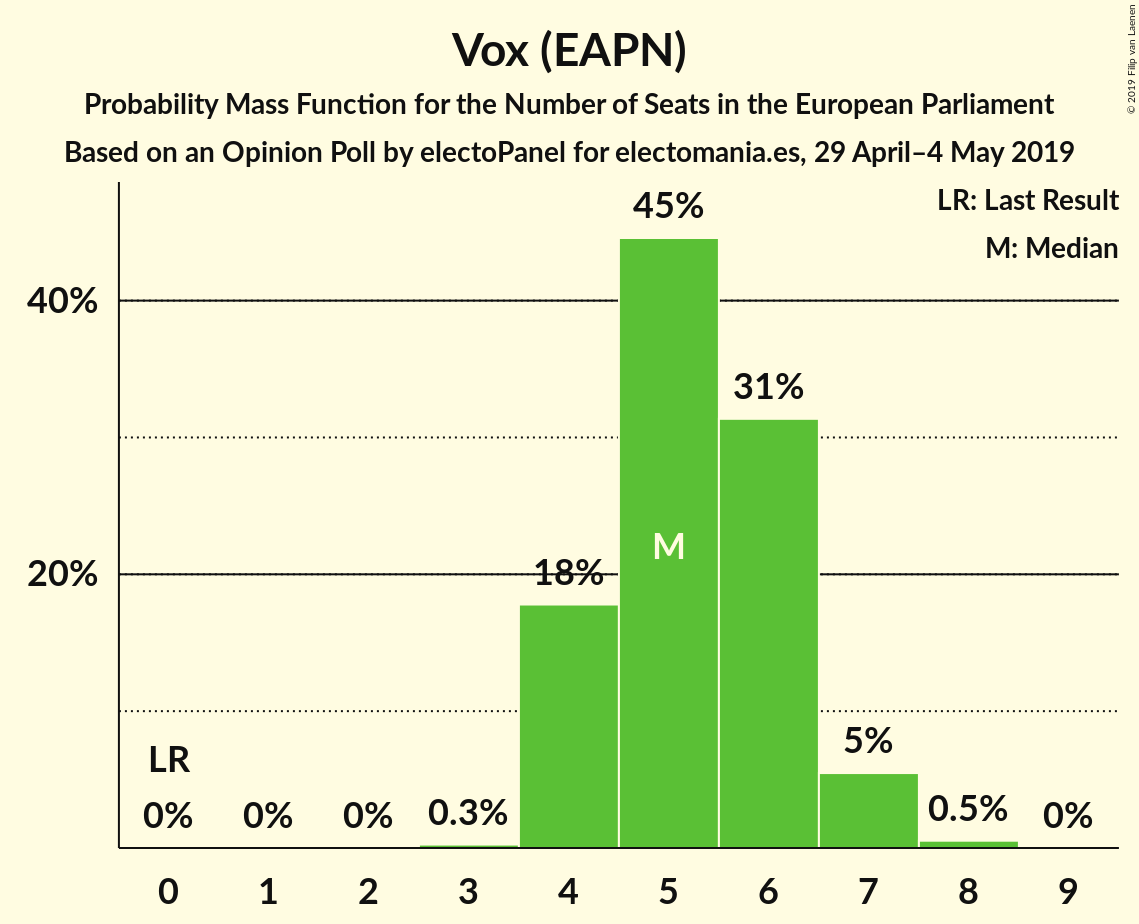 Vox (EAPN)
Probability Mass Function for the Number of Seats in the European Parliament
Based on an Opinion Poll by electoPanel for electomania.es, 29 April–4 May 2019
© 2019 Filip van Laenen
LR: Last Result
M: Median
45%
40%
31%
M
20%
18%
LR
5%
0%
0%
0%
0.3%
0.5%
0%
0 1 2 3 4 5 6 7 8 9